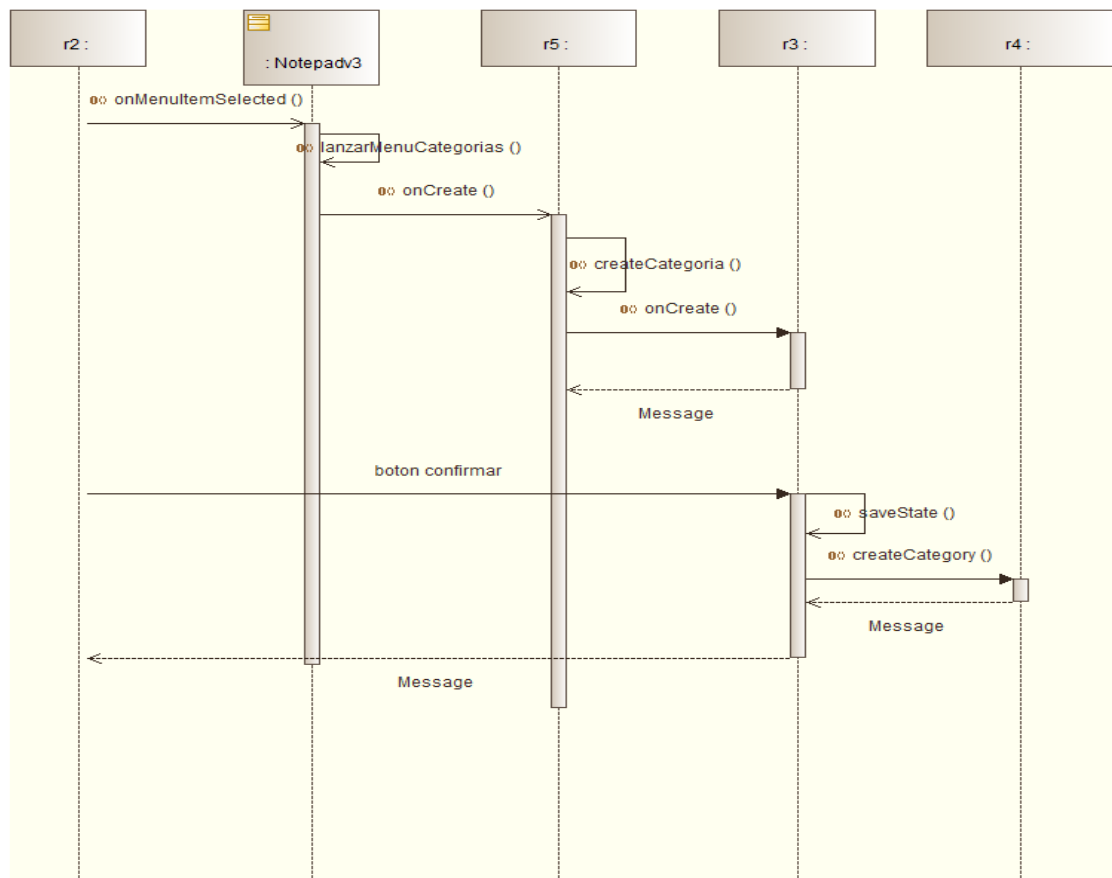 r2 :
: Notepadv3
r5 :
r3 :
r4 :
onMenuItemSelected ()
lanzarMenuCategorias ()
onCreate ()
createCategoria ()
onCreate ()
Message
boton confirmar
saveState ()
createCategory ()
Message
Message